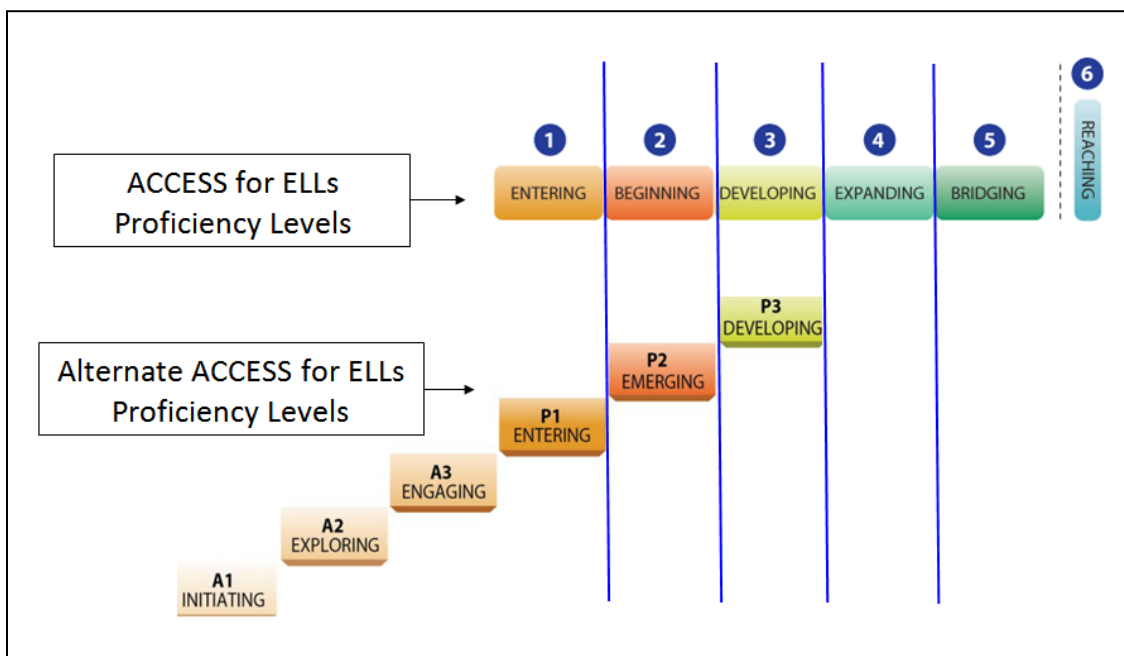 6
REACHING
1 2 3 4 5
ACCESS for ELLs
Proficiency Levels
ENTERING BEGINNING DEVELOPING EXPANDING BRIDGING
P3
DEVELOPING
Alternate ACCESS for ELLs
Proficiency Levels
P2
EMERGING
P1
ENTERING
A3
ENGAGING
A2
EXPLORING
A1
INITIATING